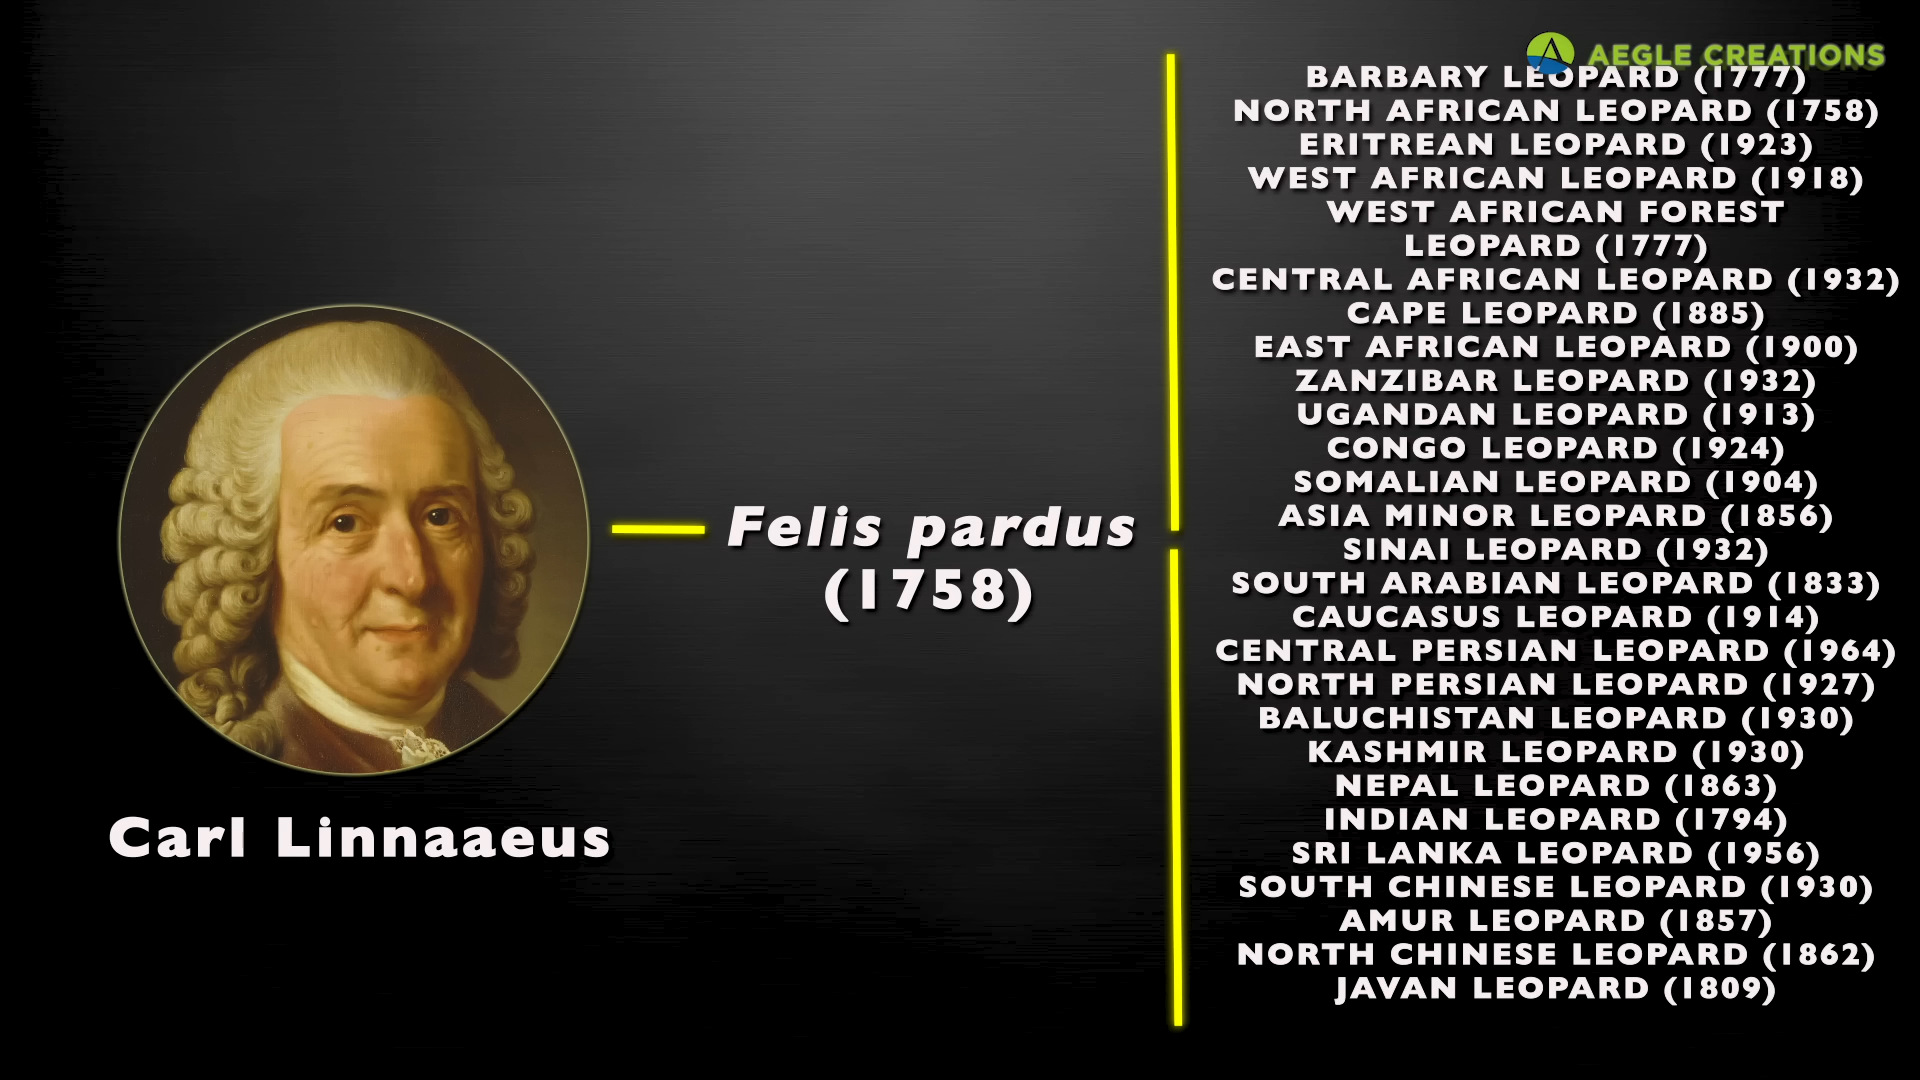 AEGLE CREATIONS
BARBARY LEOPARD (1777)
NORTH AFRICAN LEOPARD (1758)
ERITREAN LEOPARD (1923)
WEST AFRICAN LEOPARD (1918)
WEST AFRICAN FOREST
LEOPARD (1777)
CENTRAL AFRICAN LEOPARD (1932)
CAPE LEOPARD (1885)
EAST AFRICAN LEOPARD (1900)
ZANZIBAR LEOPARD (1932)
UGANDAN LEOPARD (1913)
CONGO LEOPARD (1924)
SOMALIAN LEOPARD (1904)
ASIA MINOR LEOPARD (1856)
SINAI LEOPARD (1932)
SOUTH ARABIAN LEOPARD (1833)
CAUCASUS LEOPARD (1914)
CENTRAL PERSIAN LEOPARD (1964)
NORTH PERSIAN LEOPARD (1927)
BALUCHISTAN LEOPARD (1930)
KASHMIR LEOPARD (1930)
NEPAL LEOPARD (1863)
INDIAN LEOPARD (1794)
SRI LANKA LEOPARD (1956)
SOUTH CHINESE LEOPARD (1930)
AMUR LEOPARD (1857)
NORTH CHINESE LEOPARD (1862)
JAVAN LEOPARD (1809)
Felis pardus
(1758)
Carl Linnaaeus